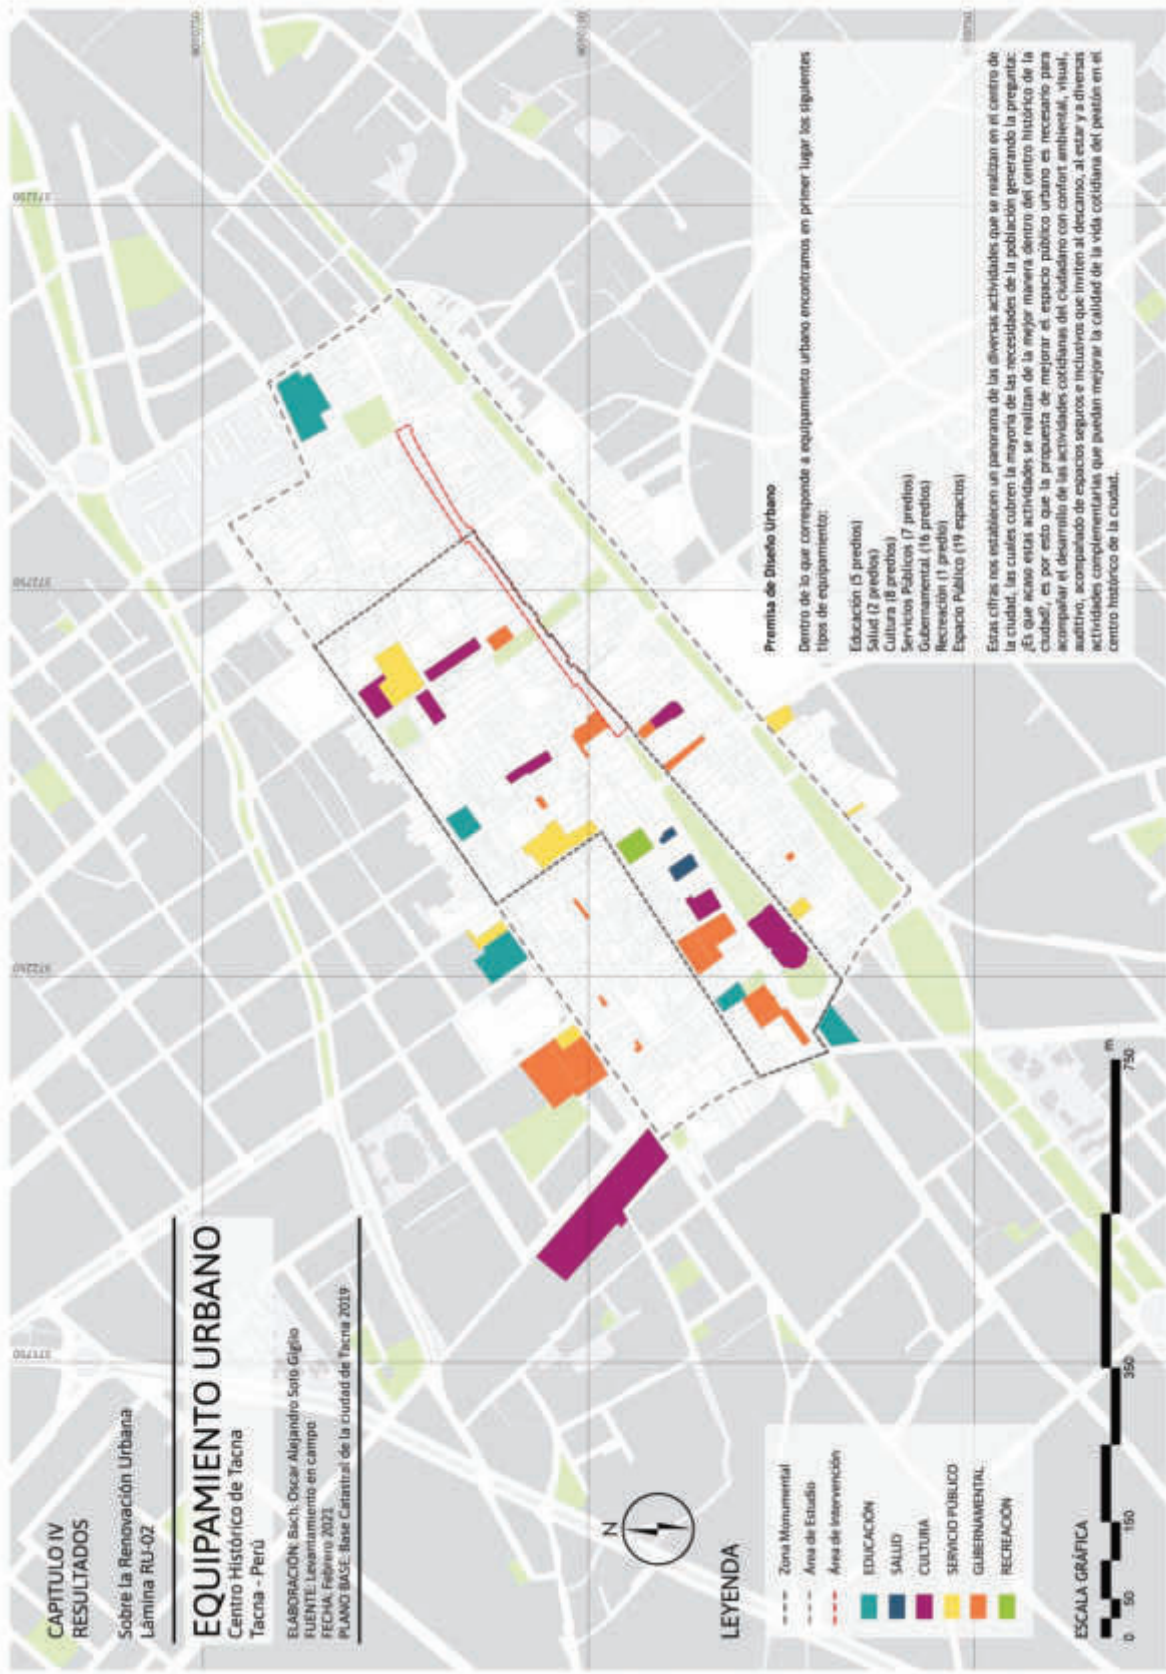 CAPITULO IV
RESULTADOS
Sobre la Renovación Urbana
Lámina RU-02
EQUIPAMIENTO URBANO
Centro Histórico de Tacna
Tacna - Perú
ELABORACIÓN: Bach. Oscar Alejandro Soto Giglio
FUENTE: Levantamiento en campo
FECHA: Febrero 2021
PLANO BASE: Base Catastral de la ciudad de Tacna 2019
371750
372250
372750
373250
N
LEYENDA
Zona Monumental
Área de Estudio
Área de Intervención
EDUCACIÓN
SALUD
CULTURA
SERVICIO PÚBLICO
GUBERNAMENTAL
RECREACIÓN
ESCALA GRÁFICA
0 50 150 350 750
m
Premisa de Diseño Urbano
Dentro de lo que corresponde a equipamiento urbano encontramos en primer lugar los siguientes
tipos de equipamiento:
Educación (5 predios)
Salud (2 predios)
Cultura (8 predios)
Servicios Públicos (7 predios)
Gubernamental (16 predios)
Recreación (1 predio)
Espacio Público (19 espacios)
Estas cifras nos establecen un panorama de las diversas actividades que se realizan en el centro de
la ciudad, las cuales cubren la mayoría de las necesidades de la población generando la pregunta:
¿Es que acaso estas actividades se realizan de la mejor manera dentro del centro histórico de la
ciudad?, es por esto que la propuesta de mejorar el espacio público urbano es necesario para
acompañar el desarrollo de las actividades cotidianas del ciudadano con confort ambiental, visual,
auditivo, acompañado de espacios seguros e inclusivos que inviten al descanso, al estar y a diversas
actividades complementarias que puedan mejorar la calidad de la vida cotidiana del peatón en el
centro histórico de la ciudad.